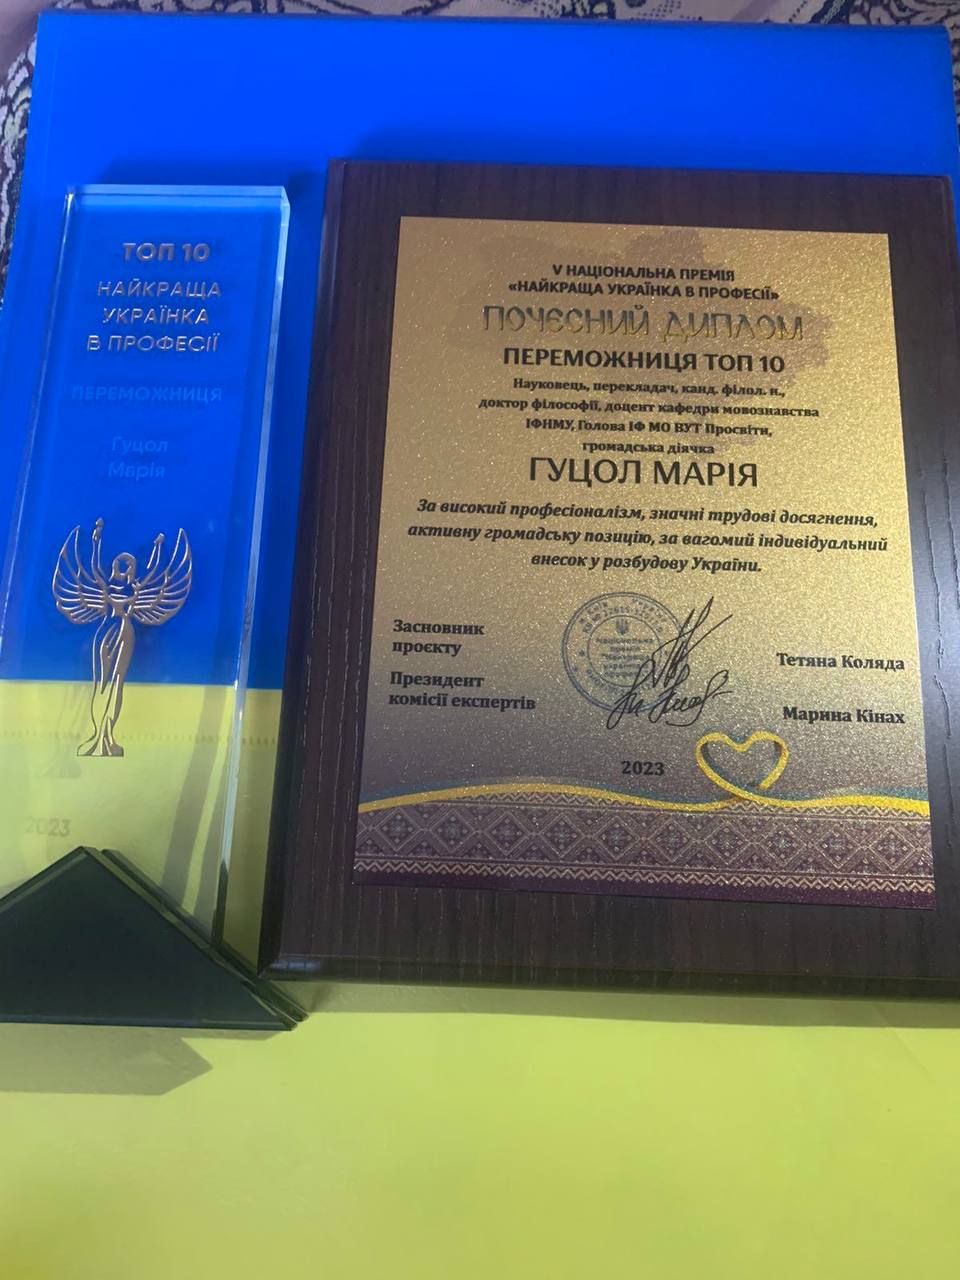 ТОП 10
НАЙКРАЩА
УКРАЇНКА
В ПРОФЕСІЇ
ПЕРЕМОЖНИЦЯ
Гуцол
Марія
2023
V НАЦІОНАЛЬНА ПРЕМІЯ
«НАЙКРАЩА УКРАЇНКА В ПРОФЕСІЇ»
ПОЧЕСНИЙ ДИПЛОМ
ПЕРЕМОЖНИЦЯ ТОП 10
Науковець, перекладач, канд. філол. н.,
доктор філософії, доцент кафедри мовознавства
ІФНМУ, Голова ІФ МО ВУТ Просвіти,
громадська діячка
ГУЦОЛ МАРІЯ
За високий професіоналізм, значні трудові досягнення,
активну громадську позицію, за вагомий індивідуальний
внесок у розбудову України.
Засновник
проєкту
Тетяна Коляда
Президент
комісії експертів
Марина Кінах
Національна
премія
2023